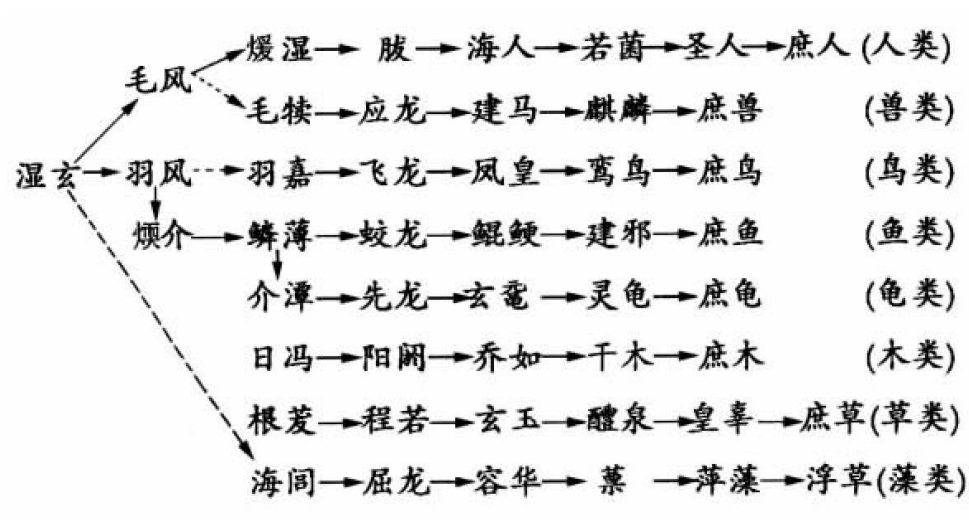 煖湿 胈 海人 若菌 圣人 庶人 (人类)
毛风
毛犊 应龙 建马 麒麟 庶兽 (兽类)
湿玄 羽风 羽嘉 飞龙 凤皇 鸾鸟 庶鸟 (鸟类)
烦介 鳞薄 蛟龙 鲲鲠 建邪 庶鱼 (鱼类)
介潭 先龙 玄鼋 灵龟 庶龟 (龟类)
日冯 阳阏 乔如 干木 庶木 (木类)
根茇 程若 玄玉 醴泉 皇辜 庶草(草类)
海闾 屈龙 容华 蔈 萍藻 浮草(藻类)